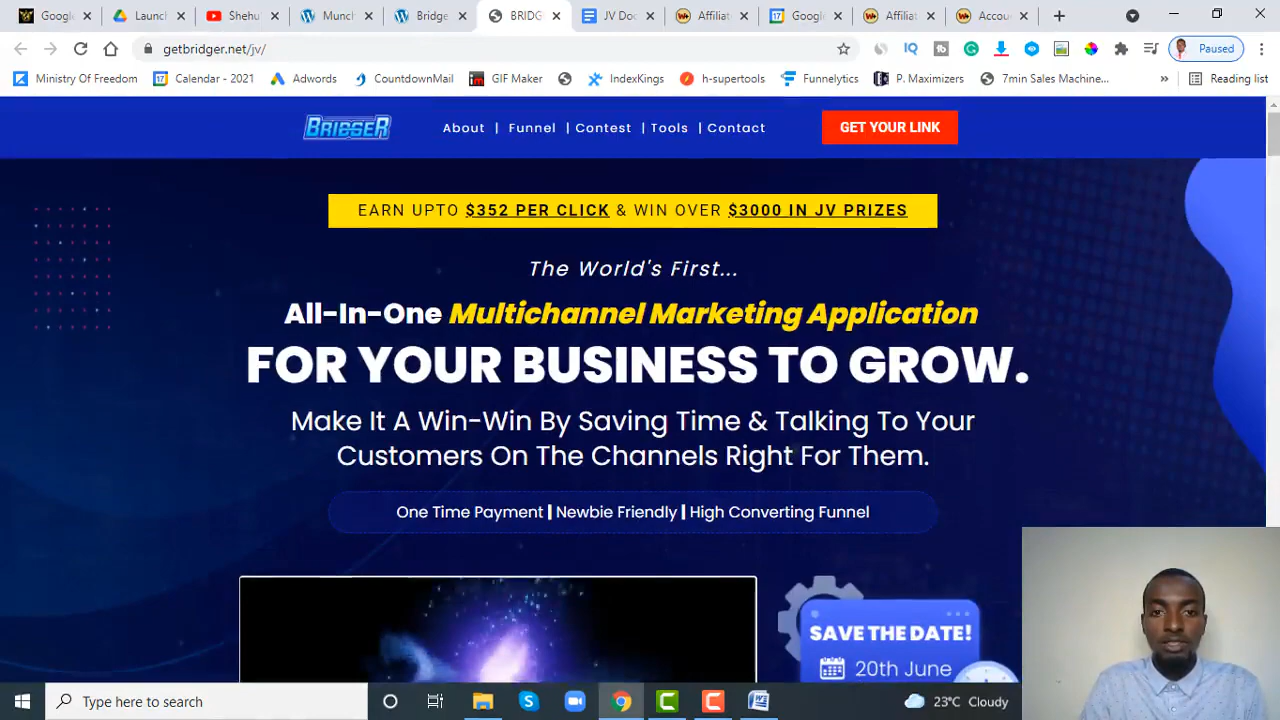 Google
Launch
Shehu
Munch
Bridge
BRIDG
JV Doc
Affiliat
Google
Affilia
Accou
getbridger.net/jv/
Paused
Ministry Of Freedom
Calendar - 2021
Adwords
CountdownMail
GIF Maker
IndexKings
h-supertools
Funnelytics
P. Maximizers
7min Sales Machine...
Reading list
BRIDGER
About | Funnel | Contest | Tools | Contact
GET YOUR LINK
EARN UPTO $352 PER CLICK & WIN OVER $3000 IN JV PRIZES
The World's First...
All-In-One Multichannel Marketing Application
FOR YOUR BUSINESS TO GROW.
Make It A Win-Win By Saving Time & Talking To Your
Customers On The Channels Right For Them.
One Time Payment | Newbie Friendly | High Converting Funnel
SAVE THE DATE!
20th June
Type here to search
23°C Cloudy